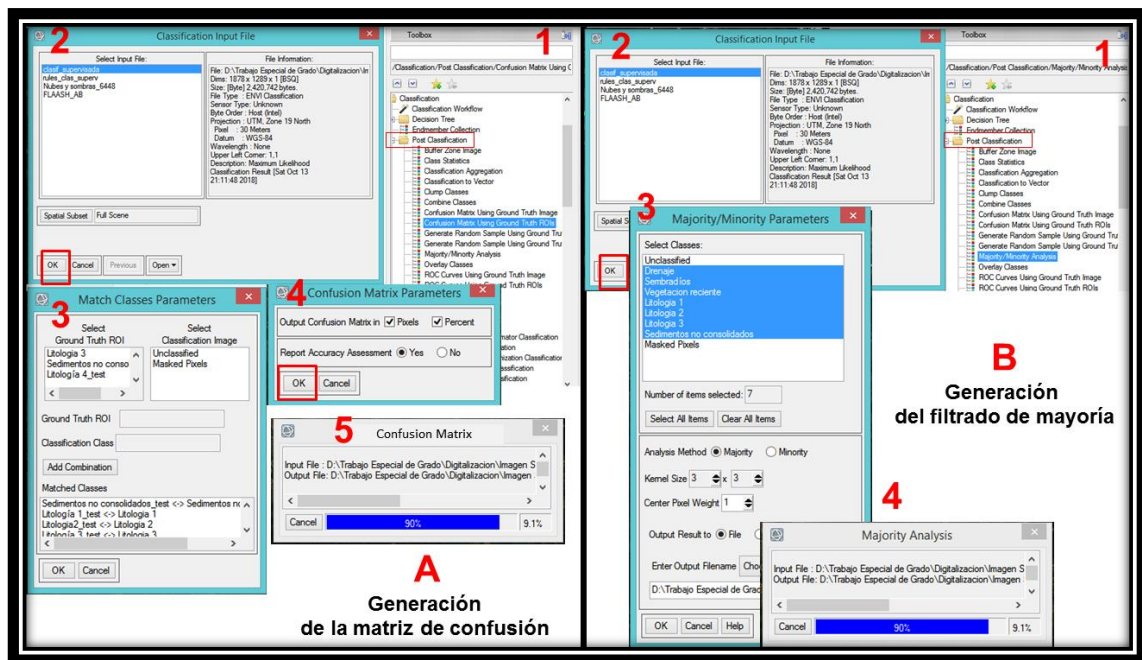 2
Classification Input File
Select Input File:
clasif_supervisada
rules_clas_superv
Nubes y sombras_6448
FLAASH_AB
File Information:
File: D:\Trabajo Especial de Grado\Digitalizacion\Im
Dims: 1878 x 1289 x 1 [BSQ]
Size: [Byte] 2,420,742 bytes.
File Type : ENVI Classification
Sensor Type: Unknown
Byte Order : Host (Intel)
Projection : UTM, Zone 19 North
Pixel : 30 Meters
Datum : WGS-84
Wavelength : None
Upper Left Corner: 1,1
Description: Maximum Likelihood
Classification Result [Sat Oct 13
21:11:48 2018]
Spatial Subset Full Scene
OK Cancel Previous Open
1
Toolbox
/Classification/Post Classification/Confusion Matrix Using G
Classification
Classification Workflow
Decision Tree
Endmember Collection
Post Classification
Buffer Zone Image
Class Statistics
Classification Aggregation
Classification to Vector
Clump Classes
Combine Classes
Confusion Matrix Using Ground Truth Image
Confusion Matrix Using Ground Truth ROIs
Generate Random Sample Using Ground Tru
Generate Random Sample Using Ground Tru
Majority/Minority Analysis
Overlay Classes
ROC Curves Using Ground Truth Image
3
Match Classes Parameters
Select
Ground Truth ROI
Litologia 3
Sedimentos no conso
Litología 4_test
Select
Classification Image
Unclassified
Masked Pixels
Ground Truth ROI
Classification Class
Add Combination
Matched Classes
Sedimentos no consolidados_test <-> Sedimentos no
Litología 1_test <-> Litologia 1
Litologia2_test <-> Litologia 2
Litología 3_test <-> Litologia 3
OK Cancel
4
Confusion Matrix Parameters
Output Confusion Matrix in Pixels Percent
Report Accuracy Assessment Yes No
OK Cancel
5
Confusion Matrix
Input File : D:\Trabajo Especial de Grado\Digitalizacion\Imagen S
Output File: D:\Trabajo Especial de Grado\Digitalizacion\Imagen
Cancel 90% 9.1%
A
Generación
de la matriz de confusión
2
Classification Input File
Select Input File:
clasif_supervisada
rules_clas_superv
Nubes y sombras_6448
FLAASH_AB
File Information:
File: D:\Trabajo Especial de Grado\Digitalizacion\Im
Dims: 1878 x 1289 x 1 [BSQ]
Size: [Byte] 2,420,742 bytes.
File Type : ENVI Classification
Sensor Type: Unknown
Byte Order : Host (Intel)
Projection : UTM, Zone 19 North
Pixel : 30 Meters
Datum : WGS-84
Wavelength : None
Upper Left Corner: 1,1
Description: Maximum Likelihood
Classification Result [Sat Oct 13
21:11:48 2018]
Spatial S
OK
1
Toolbox
/Classification/Post Classification/Majority/Minority Analysis
Classification
Classification Workflow
Decision Tree
Endmember Collection
Post Classification
Buffer Zone Image
Class Statistics
Classification Aggregation
Classification to Vector
Clump Classes
Combine Classes
Confusion Matrix Using Ground Truth Image
Confusion Matrix Using Ground Truth ROIs
Generate Random Sample Using Ground Tru
Generate Random Sample Using Ground Tru
Majority/Minority Analysis
Overlay Classes
ROC Curves Using Ground Truth Image
ROC Curves Using Ground Truth ROIs
3
Majority/Minority Parameters
Select Classes:
Unclassified
Drenaje
Sembradíos
Vegetacion reciente
Litologia 1
Litologia 2
Litologia 3
Sedimentos no consolidados
Masked Pixels
Number of items selected: 7
Select All Items Clear All Items
Analysis Method Majority Minority
Kernel Size 3 x 3
Center Pixel Weight 1
Output Result to File
Enter Output Filename Cho
D:\Trabajo Especial de Grad
OK Cancel Help
B
Generación
del filtrado de mayoría
4
Majority Analysis
Input File : D:\Trabajo Especial de Grado\Digitalizacion\Imagen S
Output File: D:\Trabajo Especial de Grado\Digitalizacion\Imagen
Cancel 90% 9.1%